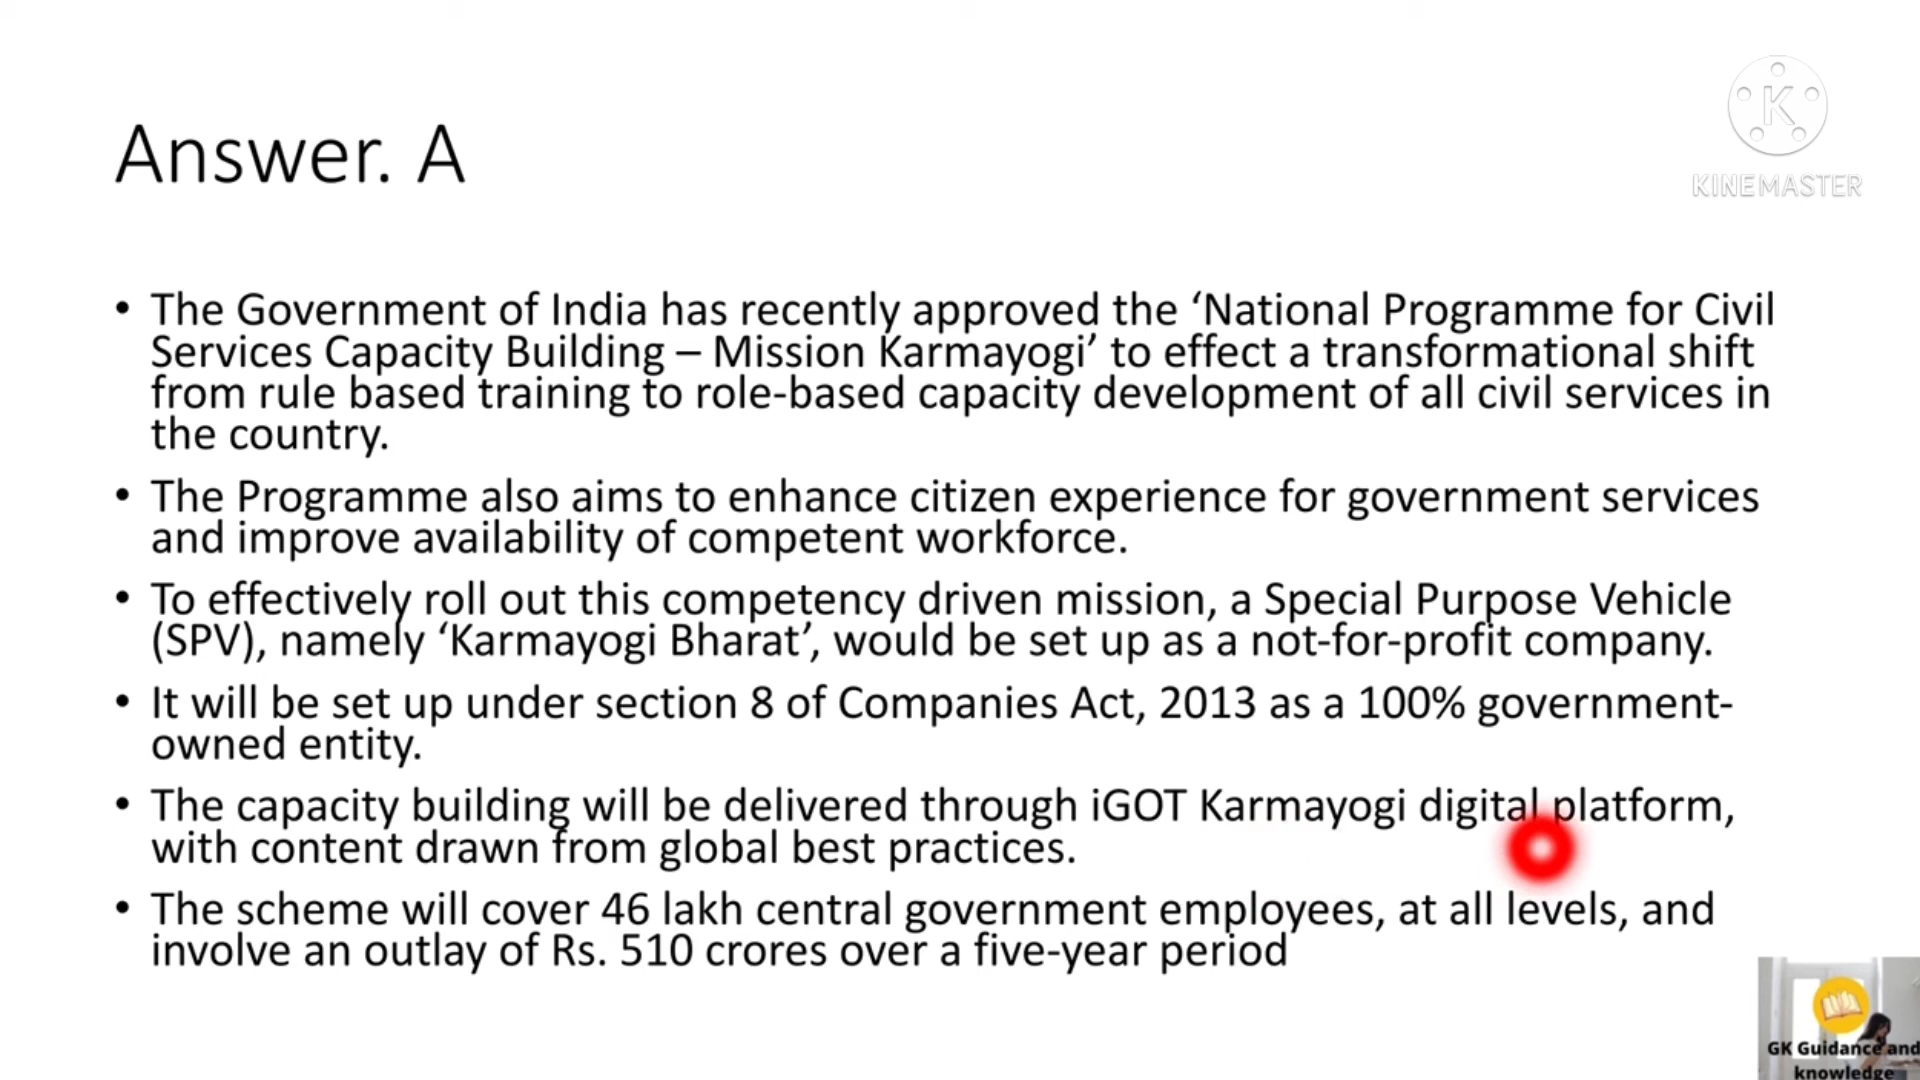 K
KINEMASTER
Answer. A
• The Government of India has recently approved the ‘National Programme for Civil
Services Capacity Building – Mission Karmayogi’ to effect a transformational shift
from rule based training to role-based capacity development of all civil services in
the country.
• The Programme also aims to enhance citizen experience for government services
and improve availability of competent workforce.
• To effectively roll out this competency driven mission, a Special Purpose Vehicle
(SPV), namely ‘Karmayogi Bharat’, would be set up as a not-for-profit company.
• It will be set up under section 8 of Companies Act, 2013 as a 100% government-
owned entity.
• The capacity building will be delivered through iGOT Karmayogi digital platform,
with content drawn from global best practices.
• The scheme will cover 46 lakh central government employees, at all levels, and
involve an outlay of Rs. 510 crores over a five-year period
GK Guidance and
knowledge